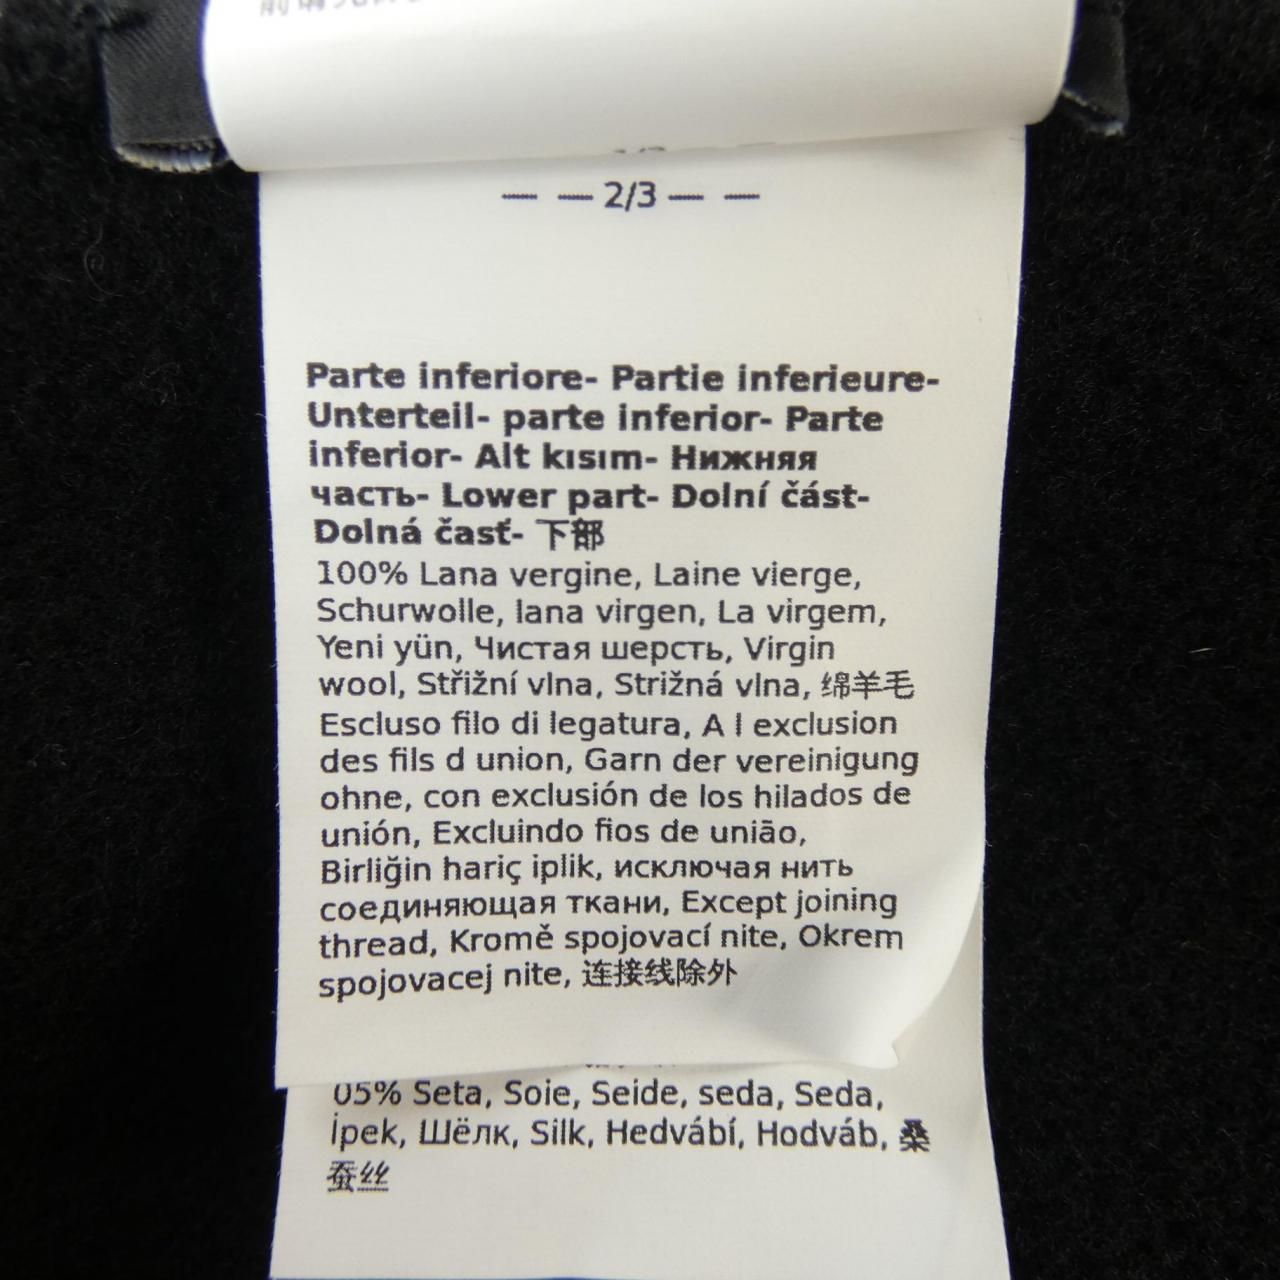 — — 2/3 — —
Parte inferiore- Partie inferieure-
Unterteil- parte inferior- Parte
inferior- Alt kısım- Нижняя
часть- Lower part- Dolní část-
Dolná časť- 下部
100% Lana vergine, Laine vierge,
Schurwolle, lana virgen, La virgem,
Yeni yün, Чистая шерсть, Virgin
wool, Střižní vlna, Strižná vlna, 绵羊毛
Escluso filo di legatura, A l exclusion
des fils d union, Garn der vereinigung
ohne, con exclusión de los hilados de
unión, Excluindo fios de união,
Birliğin hariç iplik, исключая нить
соединяющая ткани, Except joining
thread, Kromě spojovací nite, Okrem
spojovacej nite, 连接线除外
05% Seta, Soie, Seide, seda, Seda,
İpek, Шёлк, Silk, Hedvábí, Hodváb, 桑
蚕丝